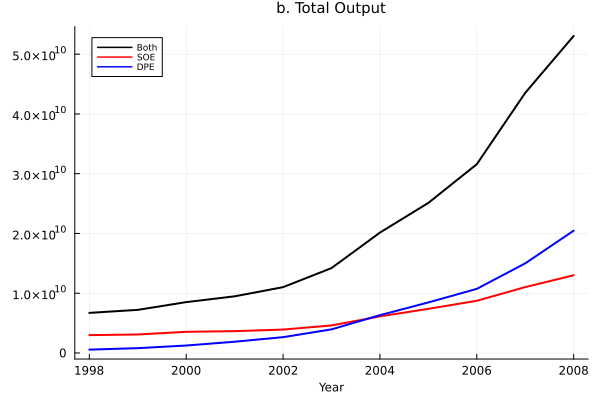 b. Total Output
Both
SOE
DPE
5.0×10¹⁰
4.0×10¹⁰
3.0×10¹⁰
2.0×10¹⁰
1.0×10¹⁰
0
1998 2000 2002 2004 2006 2008
Year